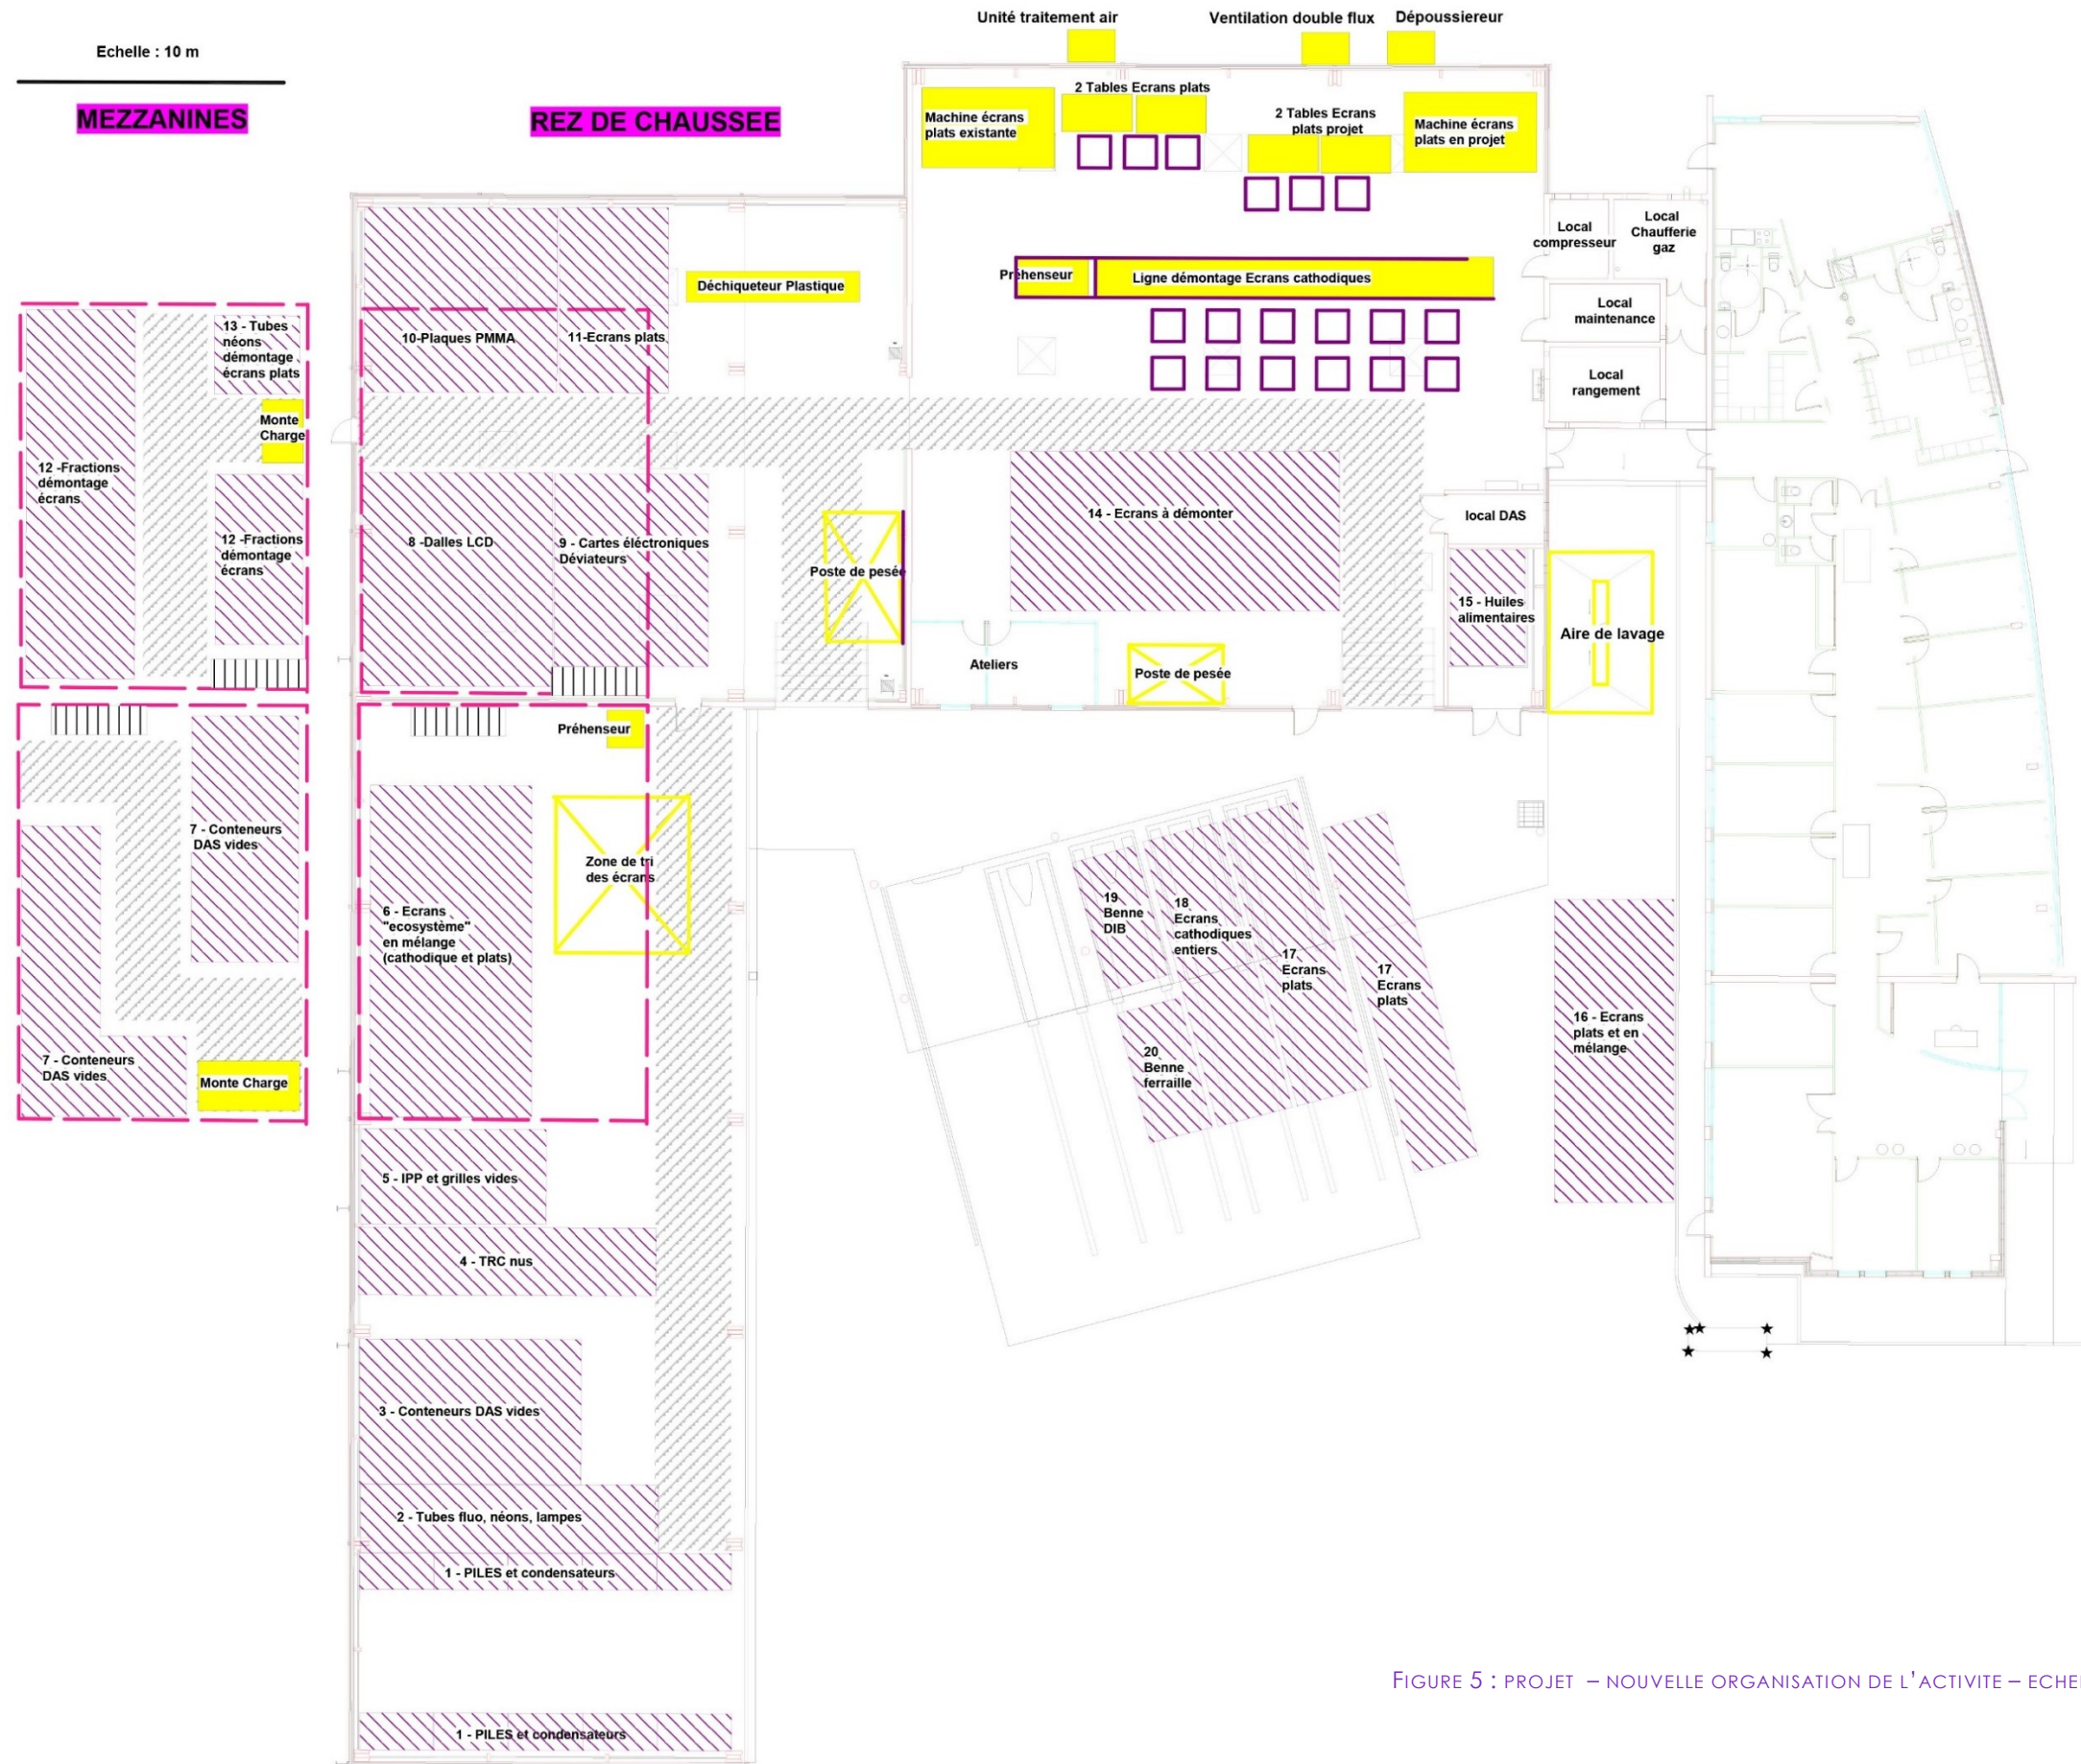 Unité traitement air
Ventilation double flux
Dépoussiereur
Echelle : 10 m
MEZZANINES
REZ DE CHAUSSEE
Machine écrans
plats existante
2 Tables Ecrans plats
2 Tables Ecrans
plats projet
Machine écrans
plats en projet
Local
compresseur
Local
Chaufferie
gaz
Préhenseur
Ligne démontage Ecrans cathodiques
Déchiqueteur Plastique
Local
maintenance
Local
rangement
10-Plaques PMMA
11-Ecrans plats
13 - Tubes
néons
démontage
écrans plats
Monte
Charge
12 -Fractions
démontage
écrans
12 -Fractions
démontage
écrans
8 -Dalles LCD
9 - Cartes éléctroniques
Déviateurs
Poste de pesée
14 - Ecrans à démonter
local DAS
15 - Huiles
alimentaires
Aire de lavage
Ateliers
Poste de pesée
Préhenseur
7 - Conteneurs
DAS vides
Zone de tri
des écrans
6 - Ecrans
"ecosystème"
en mélange
(cathodique et plats)
19
Benne
DIB
18
Ecrans
cathodiques
entiers
17
Ecrans
plats
17
Ecrans
plats
16 - Ecrans
plats et en
mélange
20
Benne
ferraille
7 - Conteneurs
DAS vides
Monte Charge
5 - IPP et grilles vides
4 - TRC nus
3 - Conteneurs DAS vides
2 - Tubes fluo, néons, lampes
1 - PILES et condensateurs
1 - PILES et condensateurs
FIGURE 5 : PROJET – NOUVELLE ORGANISATION DE L'ACTIVITE – ECHE